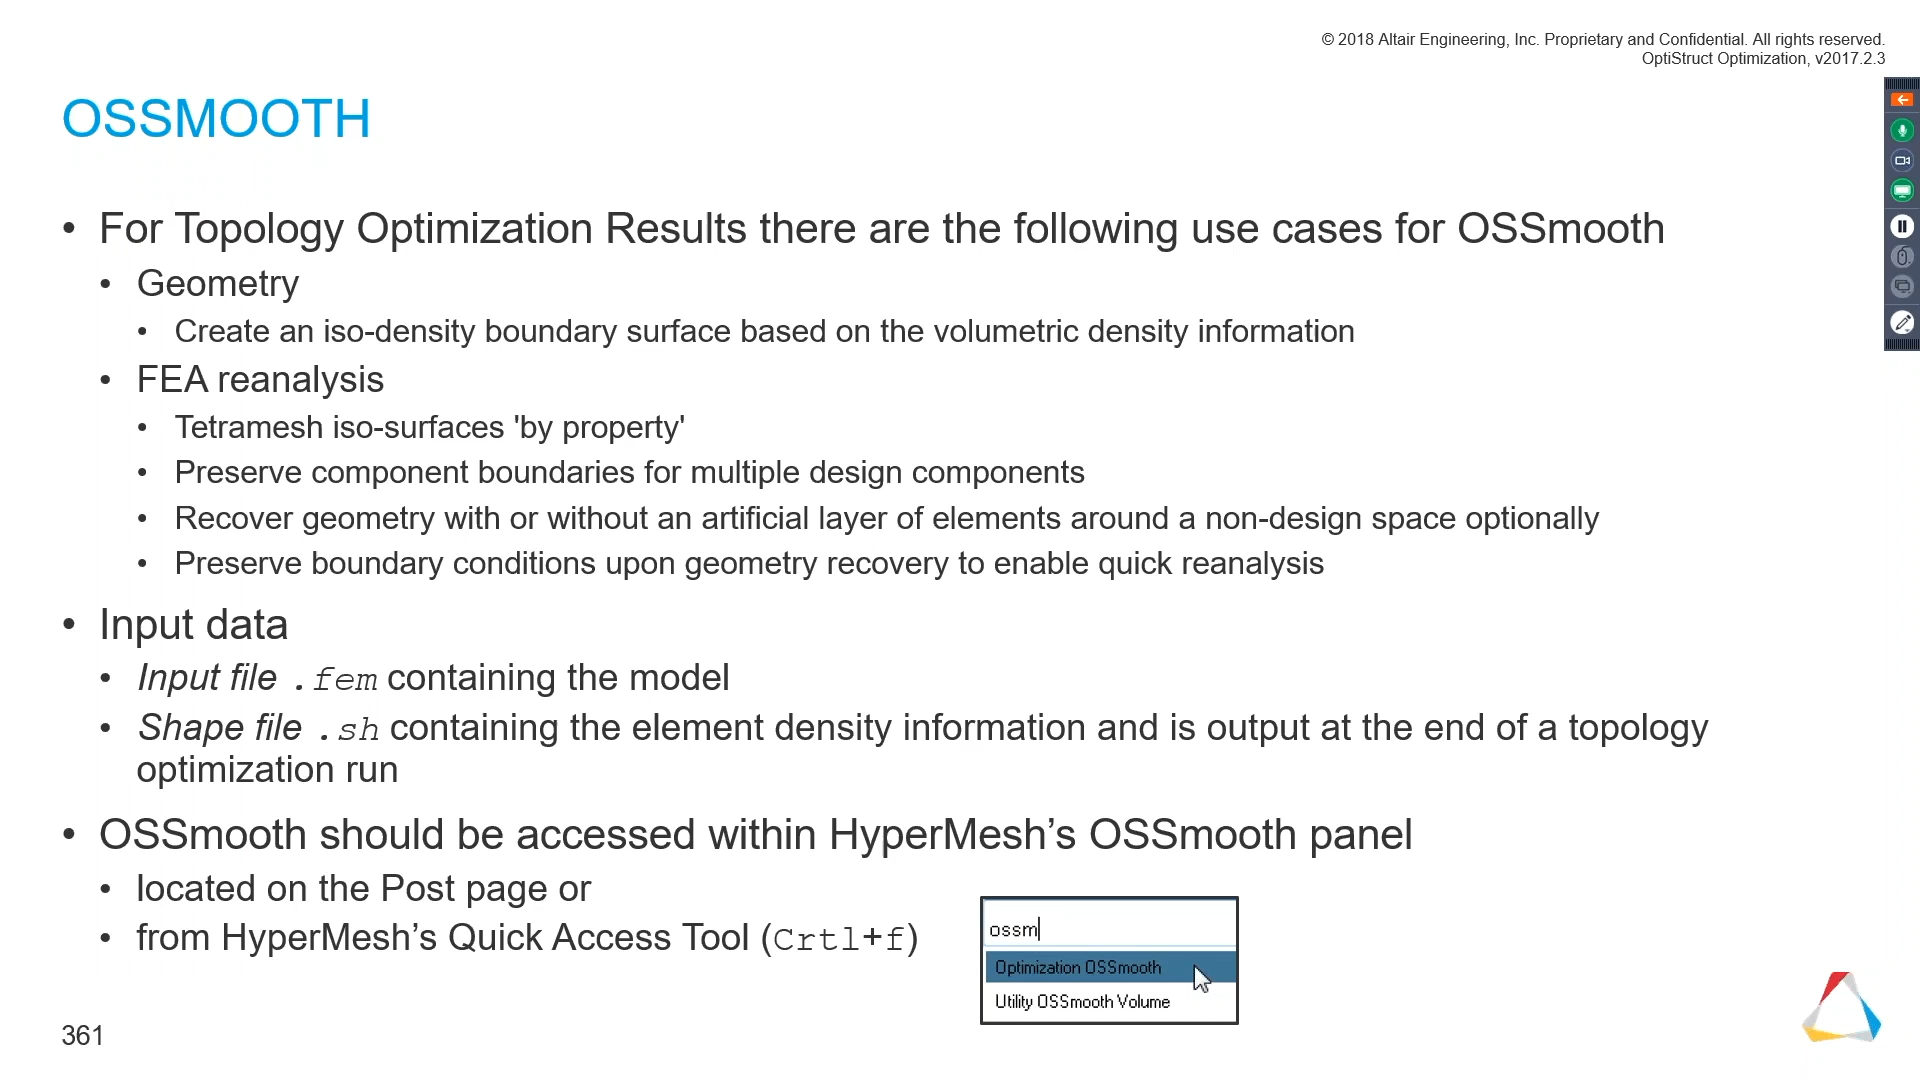 © 2018 Altair Engineering, Inc. Proprietary and Confidential. All rights reserved.
OptiStruct Optimization, v2017.2.3
OSSMOOTH
• For Topology Optimization Results there are the following use cases for OSSmooth
• Geometry
• Create an iso-density boundary surface based on the volumetric density information
• FEA reanalysis
• Tetramesh iso-surfaces 'by property'
• Preserve component boundaries for multiple design components
• Recover geometry with or without an artificial layer of elements around a non-design space optionally
• Preserve boundary conditions upon geometry recovery to enable quick reanalysis
• Input data
• Input file .fem containing the model
• Shape file .sh containing the element density information and is output at the end of a topology
optimization run
• OSSmooth should be accessed within HyperMesh’s OSSmooth panel
• located on the Post page or
• from HyperMesh’s Quick Access Tool (Crtl+f)
ossm
Optimization OSSmooth
Utility OSSmooth Volume
361